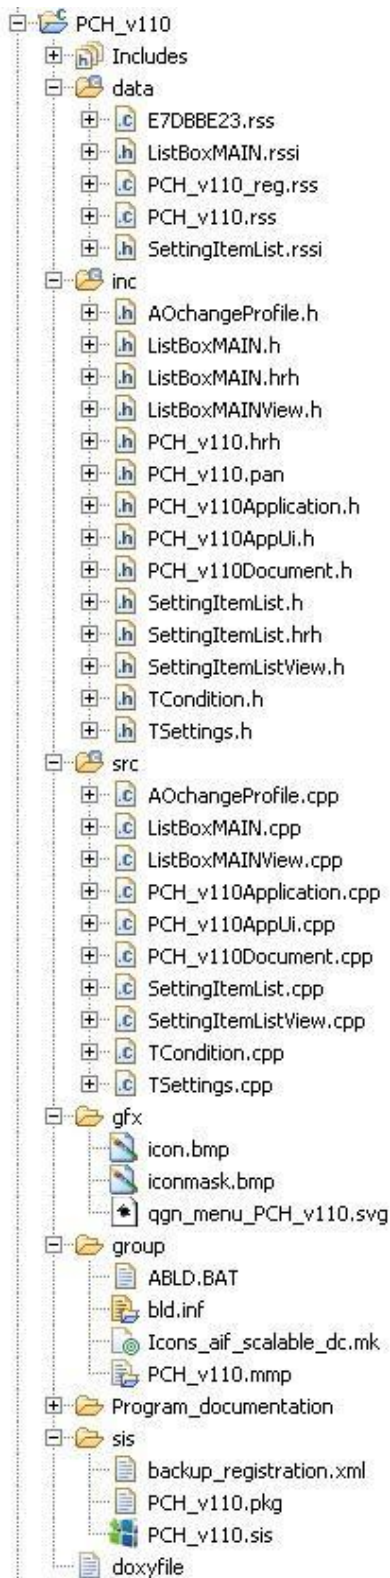 PCH_v110
Includes
data
E7DBBE23.rss
ListBoxMAIN.rssi
PCH_v110_reg.rss
PCH_v110.rss
SettingItemList.rssi
inc
AOchangeProfile.h
ListBoxMAIN.h
ListBoxMAIN.hrh
ListBoxMAINView.h
PCH_v110.hrh
PCH_v110.pan
PCH_v110Application.h
PCH_v110AppUi.h
PCH_v110Document.h
SettingItemList.h
SettingItemList.hrh
SettingItemListView.h
TCondition.h
TSettings.h
src
AOchangeProfile.cpp
ListBoxMAIN.cpp
ListBoxMAINView.cpp
PCH_v110Application.cpp
PCH_v110AppUi.cpp
PCH_v110Document.cpp
SettingItemList.cpp
SettingItemListView.cpp
TCondition.cpp
TSettings.cpp
gfx
icon.bmp
iconmask.bmp
qgn_menu_PCH_v110.svg
group
ABLD.BAT
bld.inf
Icons_aif_scalable_dc.mk
PCH_v110.mmp
Program_documentation
sis
backup_registration.xml
PCH_v110.pkg
PCH_v110.sis
doxyfile